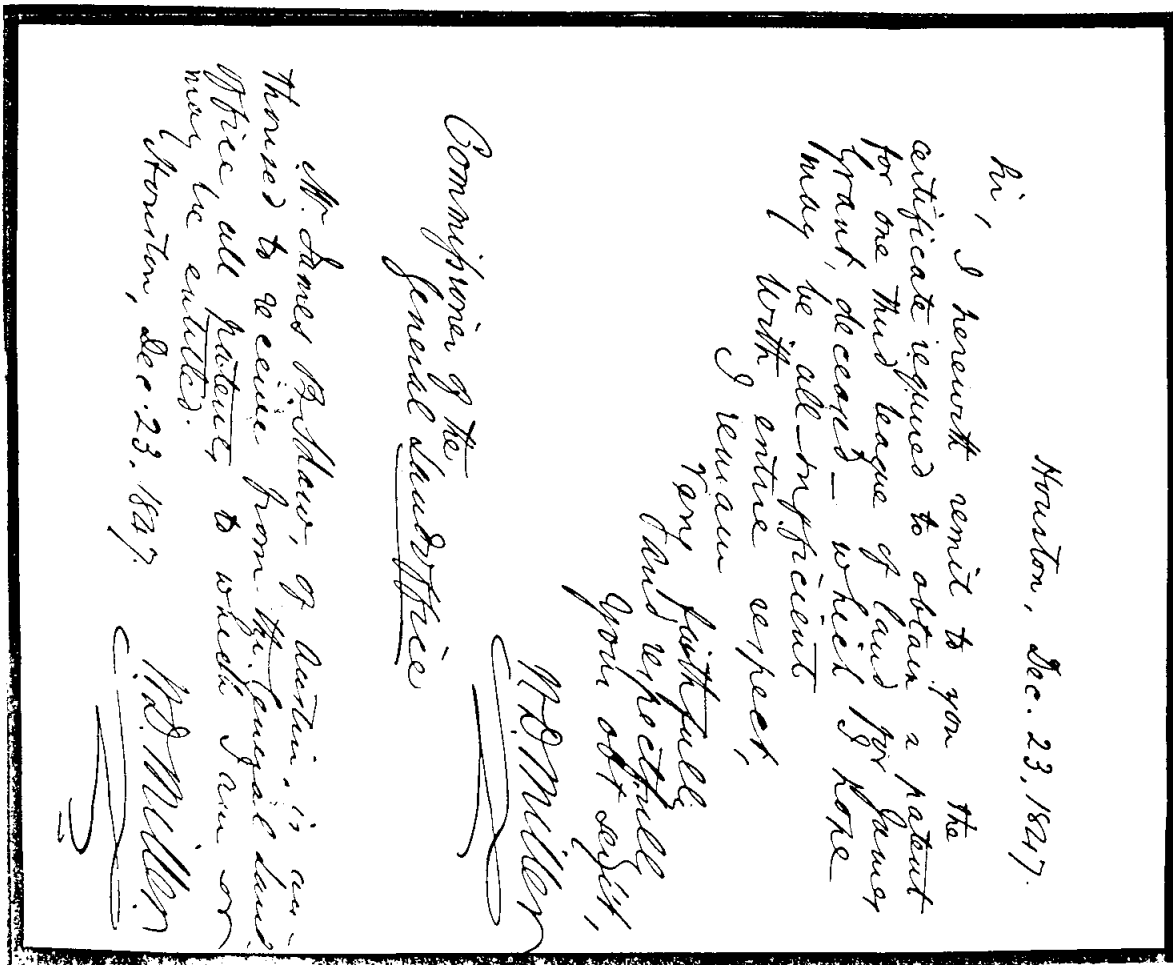 Houston, Dec. 23, 1847.
Sir, I herewith remit to you the
certificate required to obtain a patent
for one third league of land for James
Grant, deceased — which I hope
may be all-sufficient
With entire respect,
I remain
Very faithfully
and respectfully
Your obt servt,
W.D. Miller
Commissioner of the
General Land Office
Mr James B. Shaw, of Austin, is au-
thorized to receive from the General Land
Office, all patents, to which I am or
may be entitled.
Houston, Dec. 23, 1847.
W.D. Miller